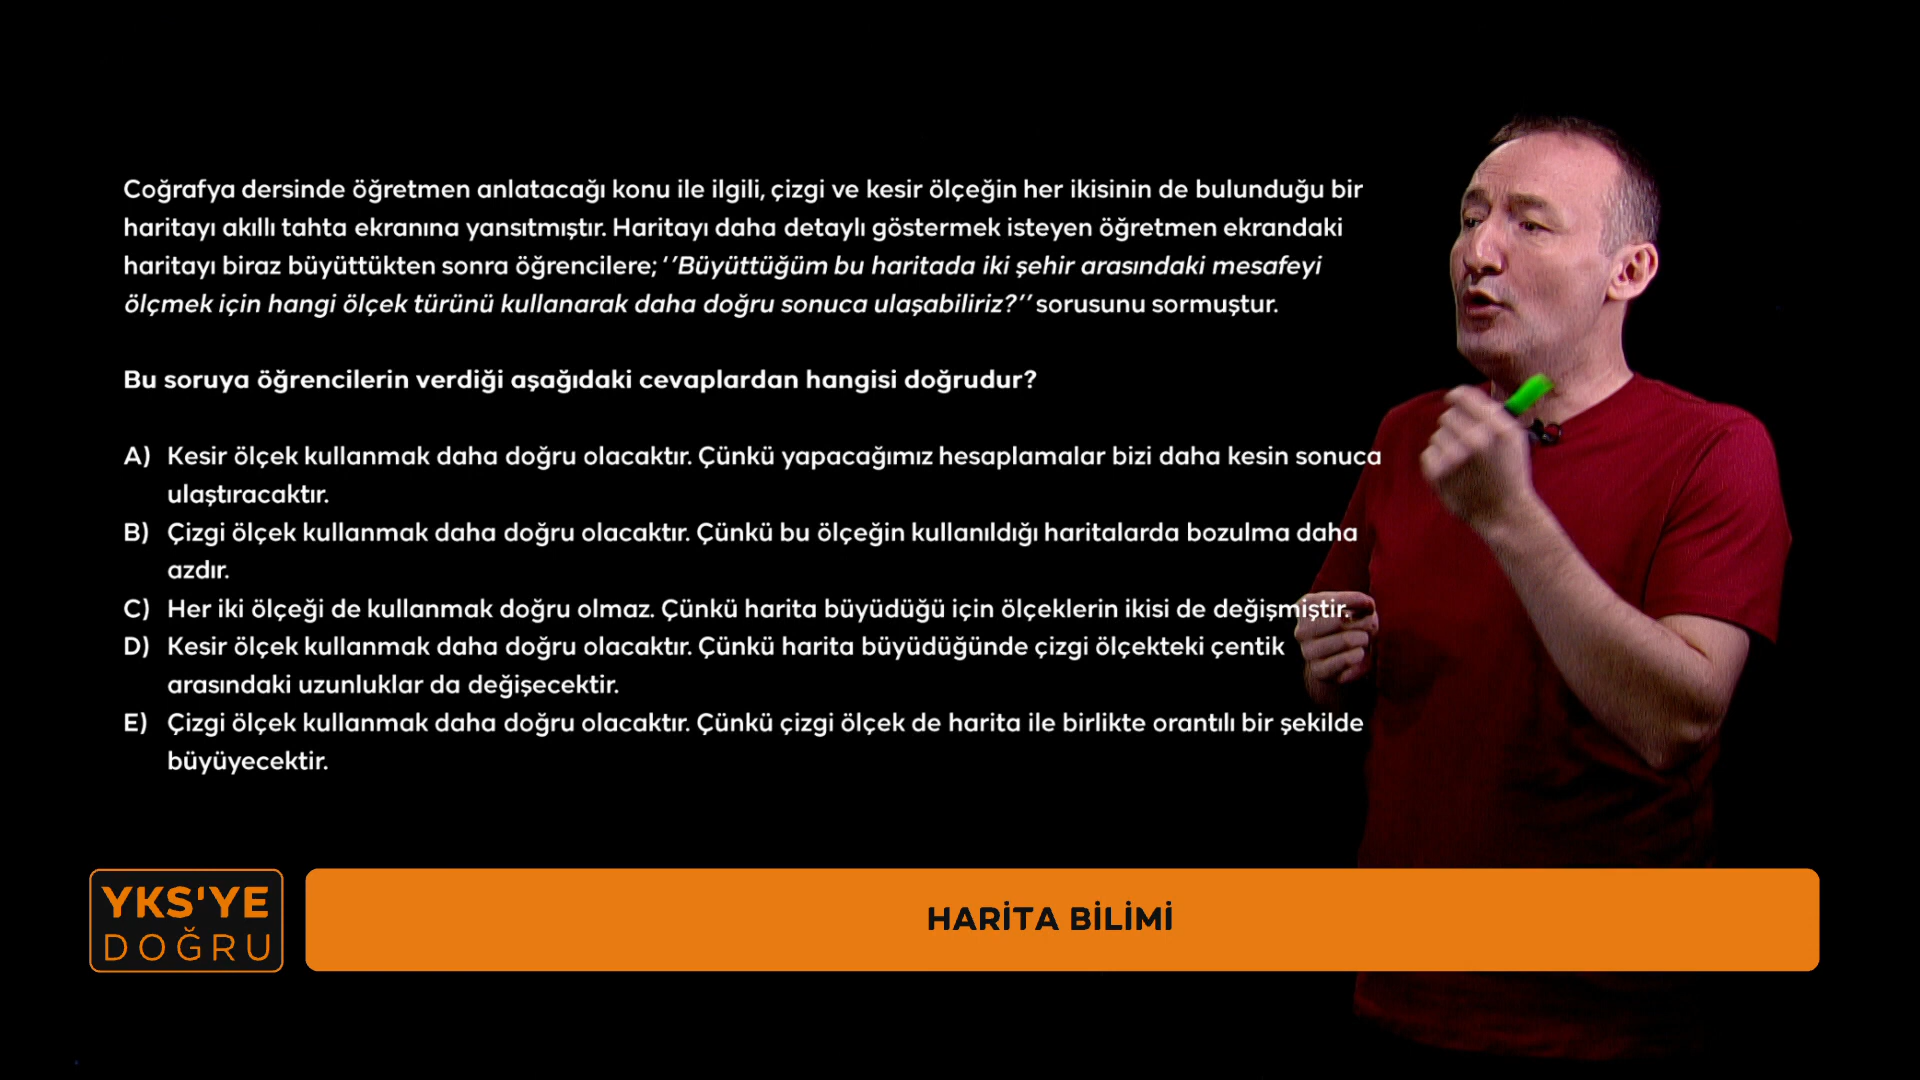 Coğrafya dersinde öğretmen anlatacağı konu ile ilgili, çizgi ve kesir ölçeğin her ikisinin de bulunduğu bir
haritayı akıllı tahta ekranına yansıtmıştır. Haritayı daha detaylı göstermek isteyen öğretmen ekrandaki
haritayı biraz büyüttükten sonra öğrencilere; ‘’Büyüttüğüm bu haritada iki şehir arasındaki mesafeyi
ölçmek için hangi ölçek türünü kullanarak daha doğru sonuca ulaşabiliriz?’’ sorusunu sormuştur.
Bu soruya öğrencilerin verdiği aşağıdaki cevaplardan hangisi doğrudur?
A) Kesir ölçek kullanmak daha doğru olacaktır. Çünkü yapacağımız hesaplamalar bizi daha kesin sonuca
ulaştıracaktır.
B) Çizgi ölçek kullanmak daha doğru olacaktır. Çünkü bu ölçeğin kullanıldığı haritalarda bozulma daha
azdır.
C) Her iki ölçeği de kullanmak doğru olmaz. Çünkü harita büyüdüğü için ölçeklerin ikisi de değişmiştir.
D) Kesir ölçek kullanmak daha doğru olacaktır. Çünkü harita büyüdüğünde çizgi ölçekteki çentik
arasındaki uzunluklar da değişecektir.
E) Çizgi ölçek kullanmak daha doğru olacaktır. Çünkü çizgi ölçek de harita ile birlikte orantılı bir şekilde
büyüyecektir.
YKS'YE
DOĞRU
HARİTA BİLİMİ